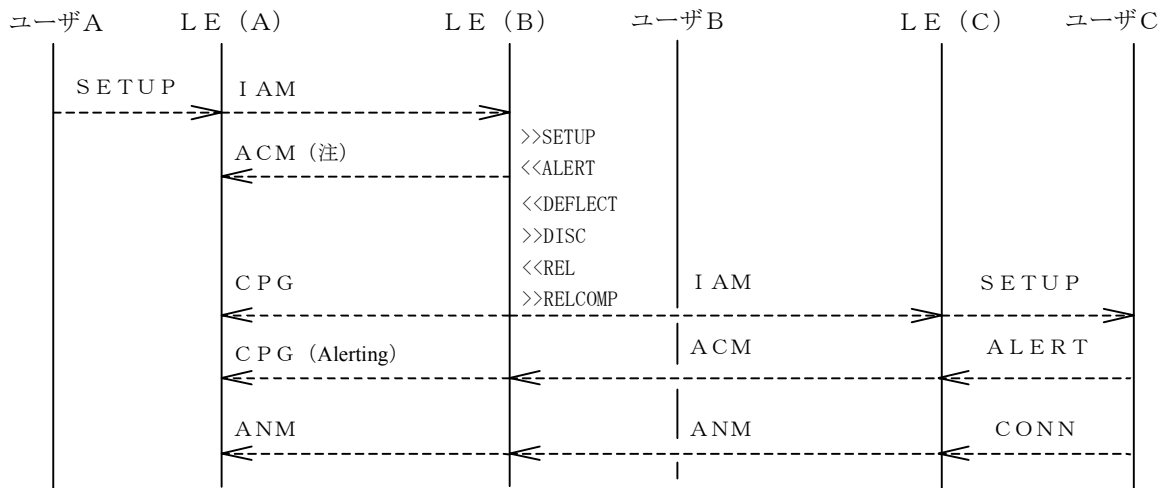 ユーザA　LE（A）　LE（B）　ユーザB　LE（C）　ユーザC
SETUP　IAM
>>SETUP
ACM（注）
<<ALERT
<<DEFLECT
>>DISC
<<REL
CPG　IAM　SETUP
>>RELCOMP
CPG（Alerting）　ACM　ALERT
ANM　ANM　CONN